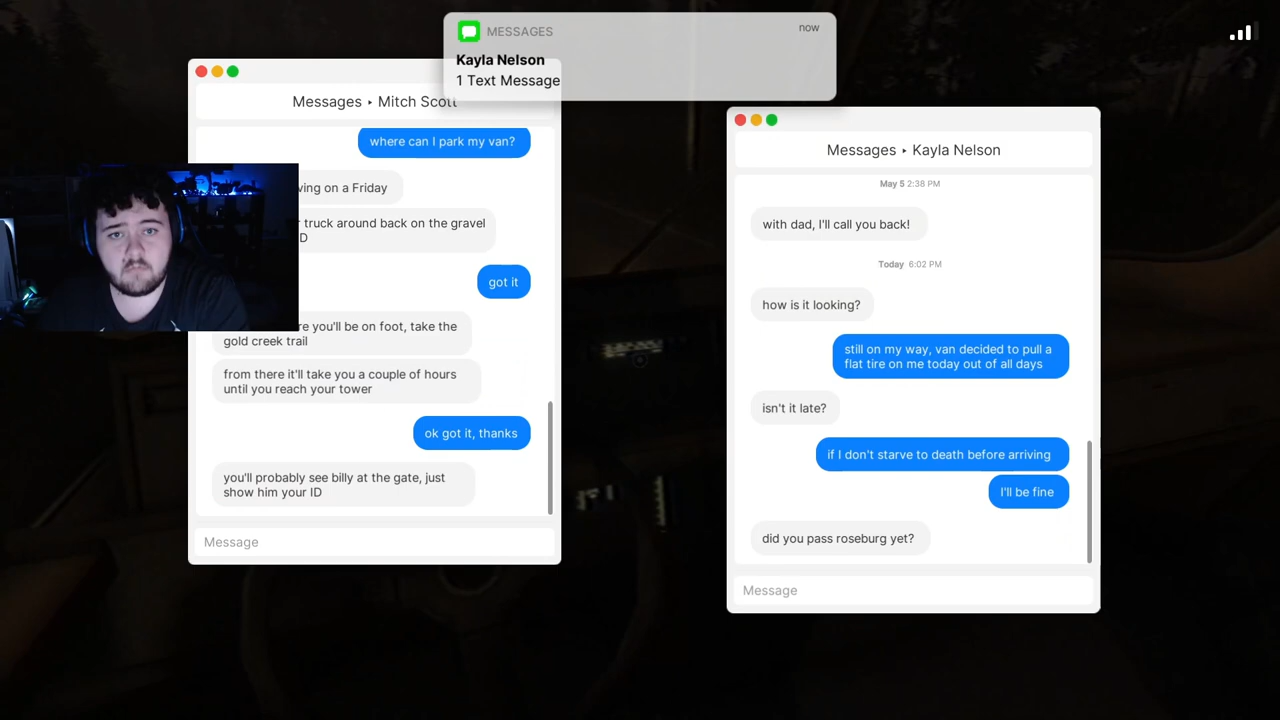 MESSAGES
now
Kayla Nelson
1 Text Message
Messages ▸ Mitch Scott
where can I park my van?
on a Friday
truck around back on the gravel
got it
you'll be on foot, take the
gold creek trail
from there it'll take you a couple of hours
until you reach your tower
ok got it, thanks
you'll probably see billy at the gate, just
show him your ID
Message
Messages ▸ Kayla Nelson
May 5 2:38 PM
with dad, I'll call you back!
Today 6:02 PM
how is it looking?
still on my way, van decided to pull a
flat tire on me today out of all days
isn't it late?
if I don't starve to death before arriving
I'll be fine
did you pass roseburg yet?
Message